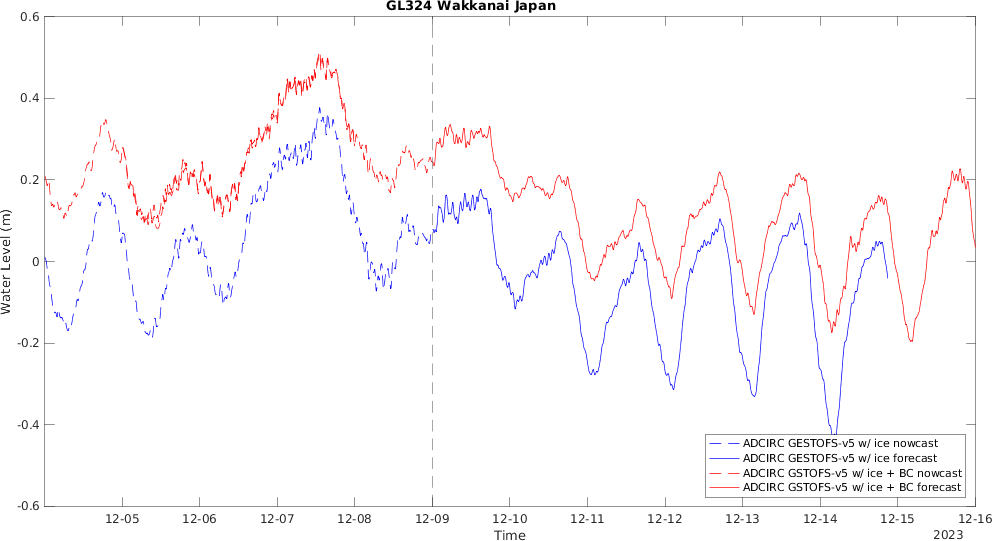 GL324 Wakkanai Japan
0.6
0.4
0.2
0
-0.2
-0.4
-0.6
Water Level (m)
12-05 12-06 12-07 12-08 12-09 12-10 12-11 12-12 12-13 12-14 12-15 12-16
Time
2023
ADCIRC GESTOFS-v5 w/ ice nowcast
ADCIRC GESTOFS-v5 w/ ice forecast
ADCIRC GSTOFS-v5 w/ ice + BC nowcast
ADCIRC GSTOFS-v5 w/ ice + BC forecast